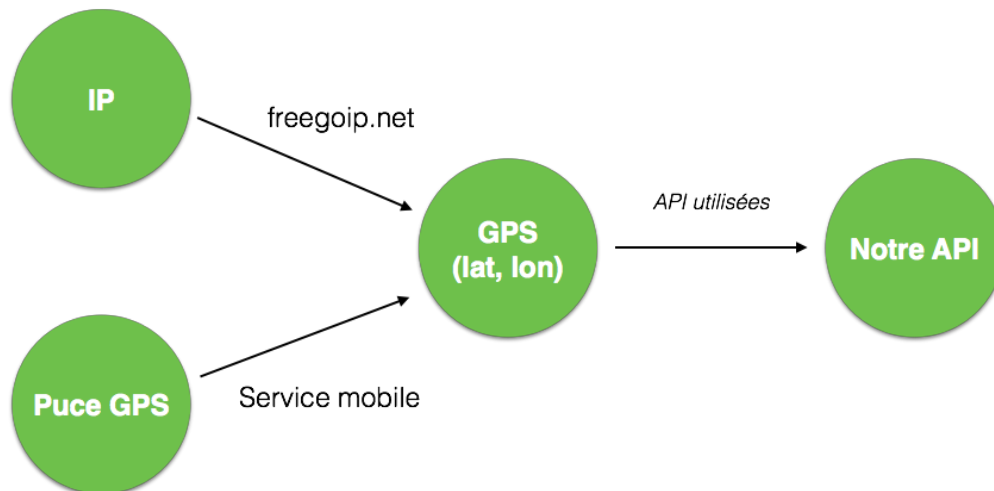 IP
freegoip.net
API utilisées
GPS
(lat, lon)
Notre API
Puce GPS
Service mobile